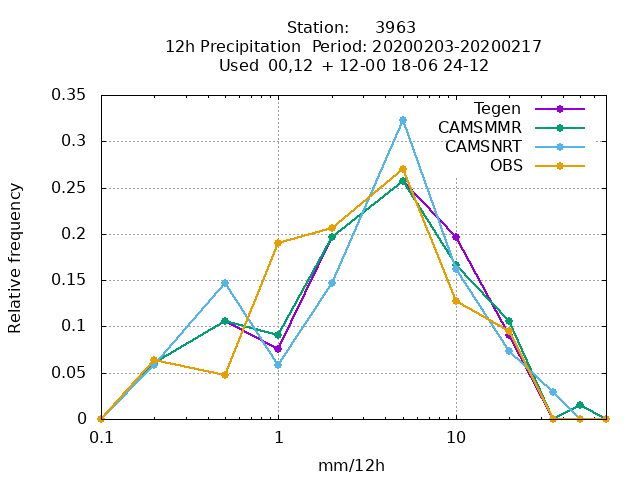 Station: 3963
12h Precipitation Period: 20200203-20200217
Used 00,12 + 12-00 18-06 24-12
0.35
0.3
0.25
0.2
0.15
0.1
0.05
0
Relative frequency
Tegen
CAMSMMR
CAMSNRT
OBS
0.1 1 10
mm/12h